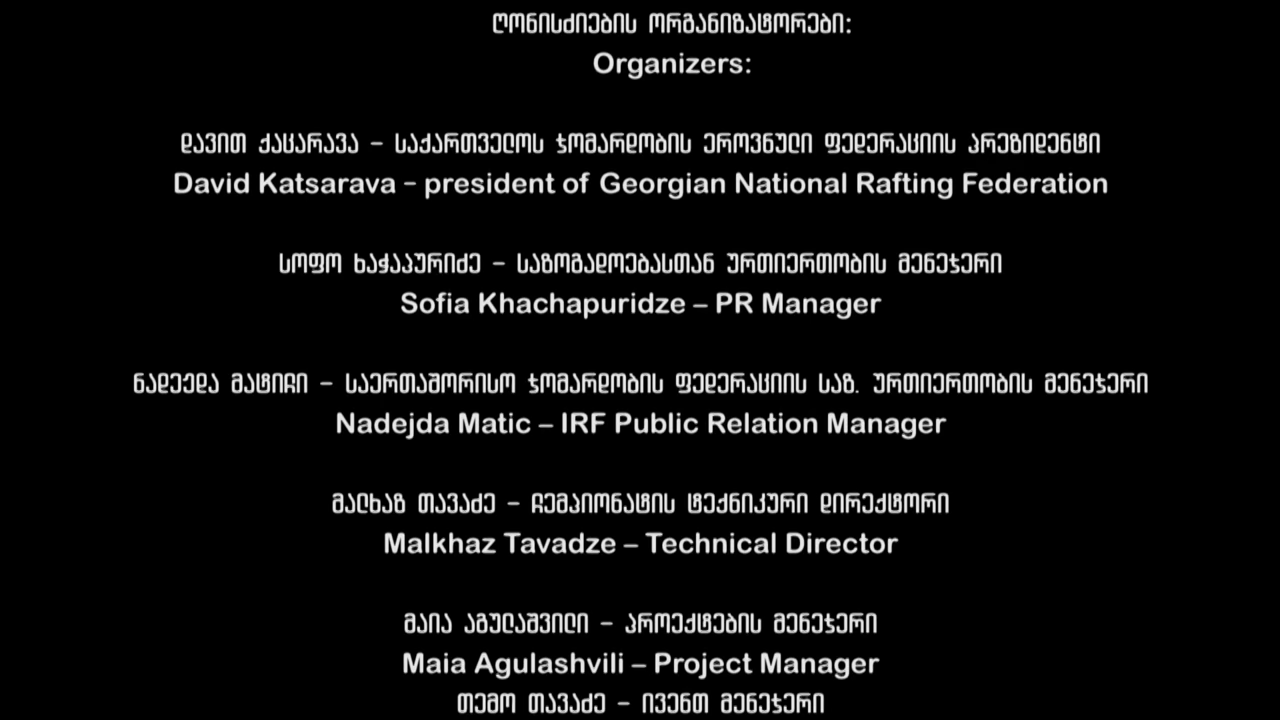 ღონისძიების ორგანიზატორები:
Organizers:
დავით ქაცარავა - საქართველოს ჯომარდობის ეროვნული ფედერაციის პრეზიდენტი
David Katsarava - president of Georgian National Rafting Federation
სოფო ხაჭაპურიძე - საზოგადოებასთან ურთიერთობის მენეჯერი
Sofia Khachapuridze – PR Manager
ნადეჟდა მატიჩი - საერთაშორისო ჯომარდობის ფედერაციის საზ. ურთიერთობის მენეჯერი
Nadejda Matic – IRF Public Relation Manager
მალხაზ თავაძე - ჩემპიონატის ტექნიკური დირექტორი
Malkhaz Tavadze – Technical Director
მაია აგულაშვილი - პროექტების მენეჯერი
Maia Agulashvili – Project Manager
თემო თავაძე - ივენთ მენეჯერი